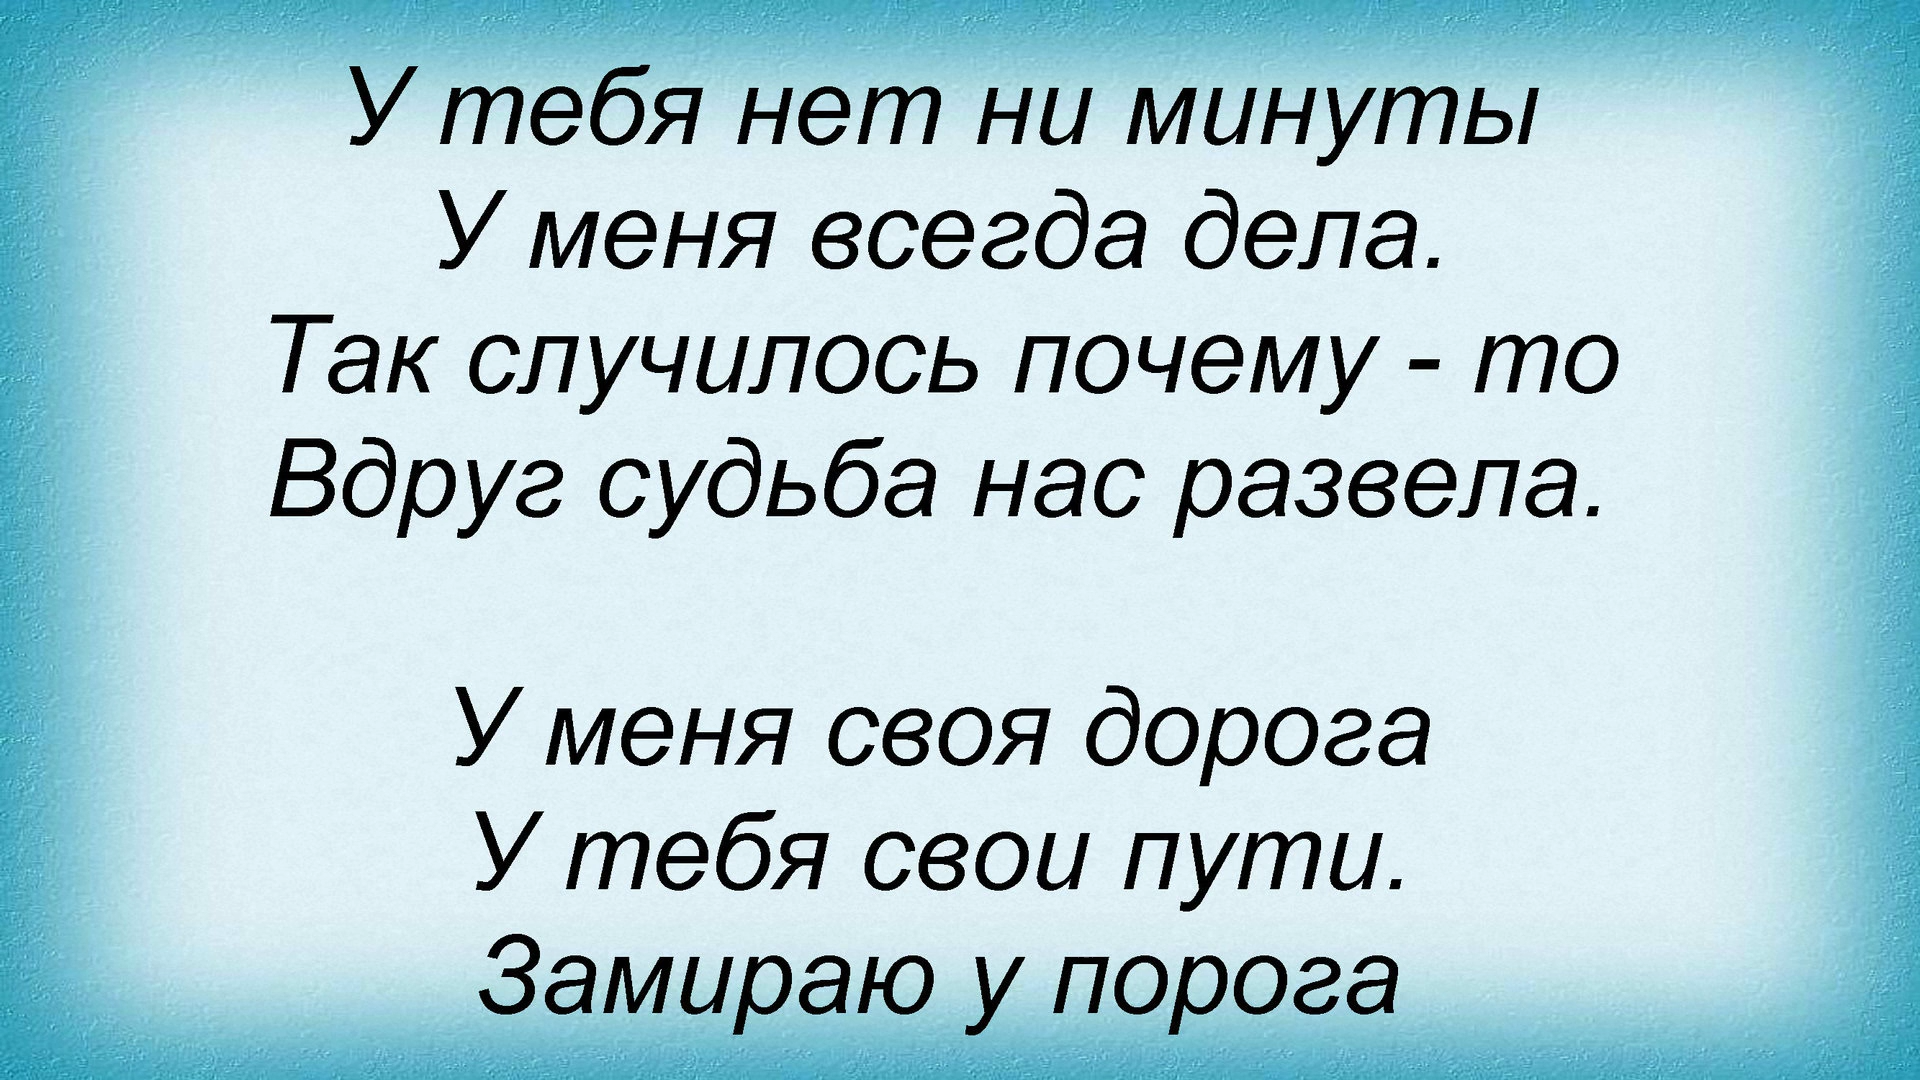 У тебя нет ни минуты
У меня всегда дела.
Так случилось почему - то
Вдруг судьба нас развела.

У меня своя дорога
У тебя свои пути.
Замираю у порога